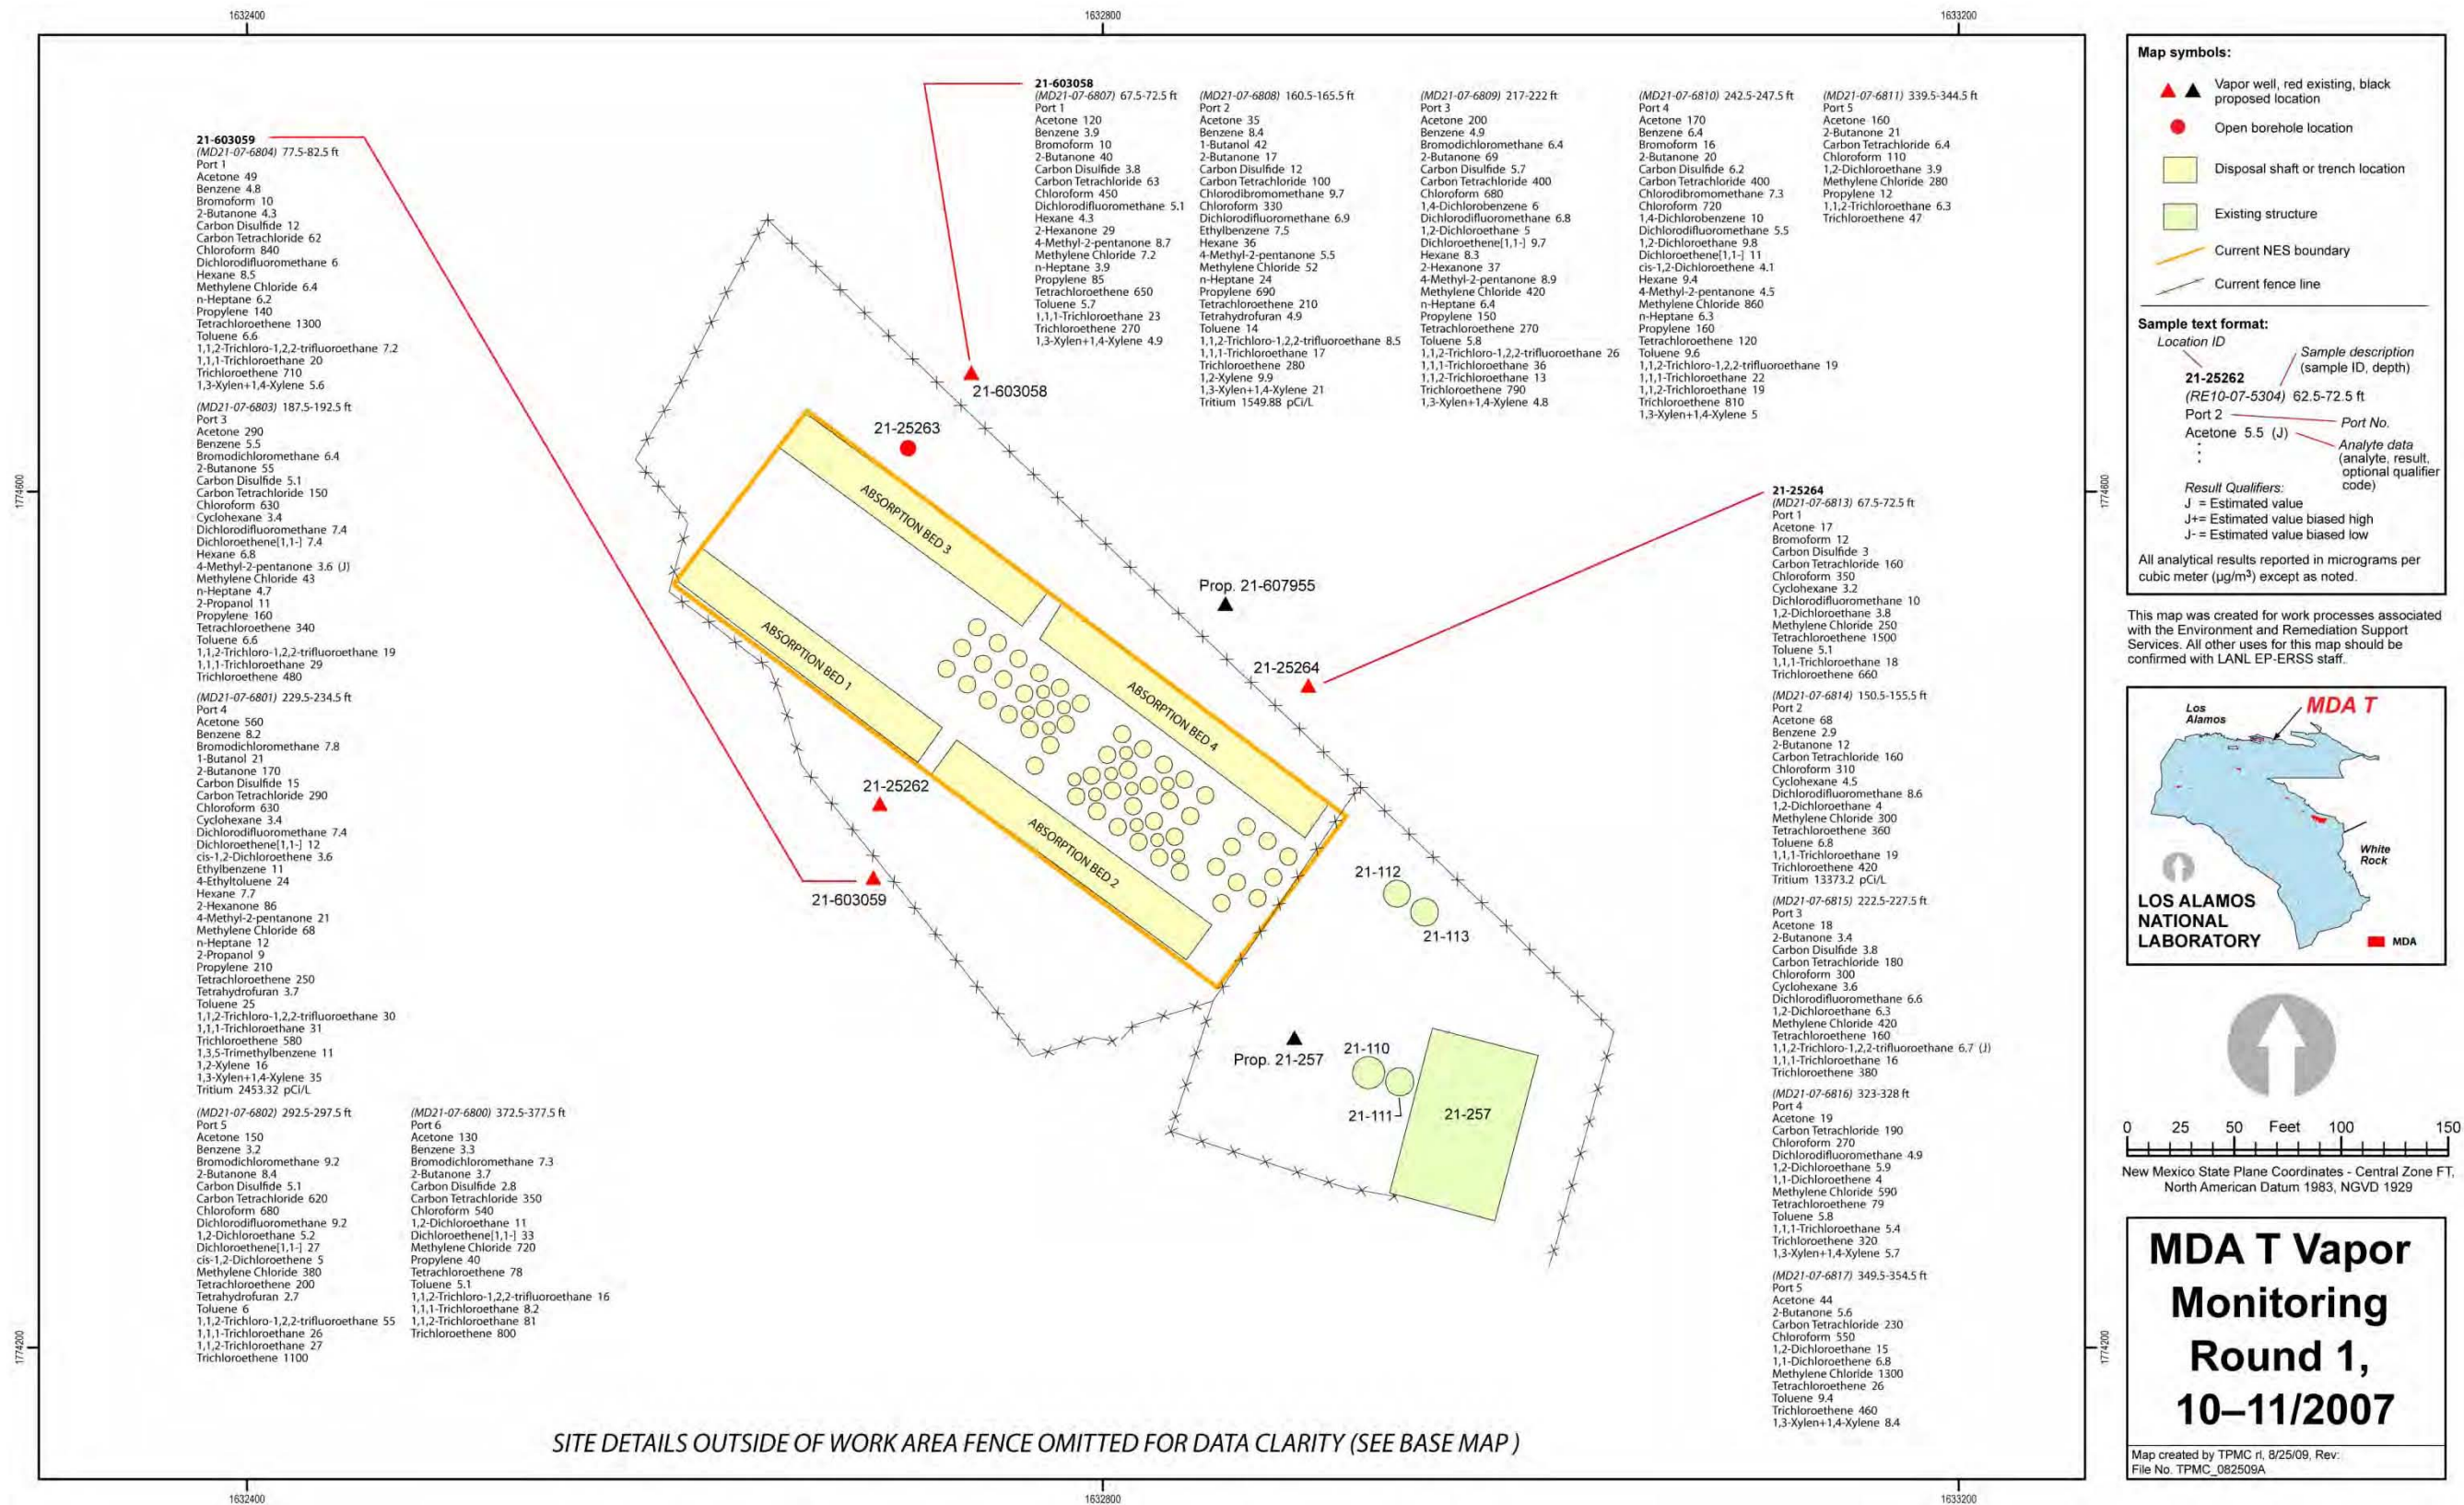 1632400
1632800
1633200
21-603059
(MD21-07-6804) 77.5-82.5 ft
Port 1
Acetone 49
Benzene 4.8
Bromoform 10
2-Butanone 4.3
Carbon Disulfide 12
Carbon Tetrachloride 62
Chloroform 840
Dichlorodifluoromethane 6
Hexane 8.5
Methylene Chloride 6.4
n-Heptane 6.2
Propylene 140
Tetrachloroethene 1300
Toluene 6.6
1,1,2-Trichloro-1,2,2-trifluoroethane 7.2
1,1,1-Trichloroethane 20
Trichloroethene 710
1,3-Xylen+1,4-Xylene 5.6
(MD21-07-6803) 187.5-192.5 ft
Port 3
Acetone 290
Benzene 5.5
Bromodichloromethane 6.4
2-Butanone 55
Carbon Disulfide 5.1
Carbon Tetrachloride 150
Chloroform 630
Cyclohexane 3.4
Dichlorodifluoromethane 7.4
Dichloroethene[1,1-] 7.4
Hexane 6.8
4-Methyl-2-pentanone 3.6 (J)
Methylene Chloride 43
n-Heptane 4.7
2-Propanol 11
Propylene 160
Tetrachloroethene 340
Toluene 6.6
1,1,2-Trichloro-1,2,2-trifluoroethane 19
1,1,1-Trichloroethane 29
Trichloroethene 480
(MD21-07-6801) 229.5-234.5 ft
Port 4
Acetone 560
Benzene 8.2
Bromodichloromethane 7.8
1-Butanol 21
2-Butanone 170
Carbon Disulfide 15
Carbon Tetrachloride 290
Chloroform 630
Cyclohexane 3.4
Dichlorodifluoromethane 7.4
Dichloroethene[1,1-] 12
cis-1,2-Dichloroethene 3.6
Ethylbenzene 11
4-Ethyltoluene 24
Hexane 7.7
2-Hexanone 86
4-Methyl-2-pentanone 21
Methylene Chloride 68
n-Heptane 12
2-Propanol 9
Propylene 210
Tetrachloroethene 250
Tetrahydrofuran 3.7
Toluene 25
1,1,2-Trichloro-1,2,2-trifluoroethane 30
1,1,1-Trichloroethane 31
Trichloroethene 580
1,3,5-Trimethylbenzene 11
1,2-Xylene 16
1,3-Xylen+1,4-Xylene 35
Tritium 2453.32 pCi/L
(MD21-07-6802) 292.5-297.5 ft
Port 5
Acetone 150
Benzene 3.2
Bromodichloromethane 9.2
2-Butanone 8.4
Carbon Disulfide 5.1
Carbon Tetrachloride 620
Chloroform 680
Dichlorodifluoromethane 9.2
1,2-Dichloroethane 5.2
Dichloroethene[1,1-] 27
cis-1,2-Dichloroethene 5
Methylene Chloride 380
Tetrachloroethene 200
Tetrahydrofuran 2.7
Toluene 6
1,1,2-Trichloro-1,2,2-trifluoroethane 55
1,1,1-Trichloroethane 26
1,1,2-Trichloroethane 27
Trichloroethene 1100
(MD21-07-6800) 372.5-377.5 ft
Port 6
Acetone 130
Benzene 3.3
Bromodichloromethane 7.3
2-Butanone 3.7
Carbon Disulfide 2.8
Carbon Tetrachloride 350
Chloroform 540
1,2-Dichloroethane 11
Dichloroethene[1,1-] 33
Methylene Chloride 720
Propylene 40
Tetrachloroethene 78
Toluene 5.1
1,1,2-Trichloro-1,2,2-trifluoroethane 16
1,1,1-Trichloroethane 8.2
1,1,2-Trichloroethane 81
Trichloroethene 800
21-603058
(MD21-07-6807) 67.5-72.5 ft
Port 1
Acetone 120
Benzene 3.9
Bromoform 10
2-Butanone 40
Carbon Disulfide 3.8
Carbon Tetrachloride 63
Chloroform 450
Dichlorodifluoromethane 5.1
Hexane 4.3
2-Hexanone 29
4-Methyl-2-pentanone 8.7
Methylene Chloride 7.2
n-Heptane 3.9
Propylene 85
Tetrachloroethene 650
Toluene 5.7
1,1,1-Trichloroethane 23
Trichloroethene 270
1,3-Xylen+1,4-Xylene 4.9
(MD21-07-6808) 160.5-165.5 ft
Port 2
Acetone 35
Benzene 8.4
1-Butanol 42
2-Butanone 17
Carbon Disulfide 12
Carbon Tetrachloride 100
Chlorodibromomethane 9.7
Chloroform 330
Dichlorodifluoromethane 6.9
Ethylbenzene 7.5
Hexane 36
4-Methyl-2-pentanone 5.5
Methylene Chloride 52
n-Heptane 24
Propylene 690
Tetrachloroethene 210
Tetrahydrofuran 4.9
Toluene 14
1,1,2-Trichloro-1,2,2-trifluoroethane 8.5
1,1,1-Trichloroethane 17
Trichloroethene 280
1,2-Xylene 9.9
1,3-Xylen+1,4-Xylene 21
Tritium 1549.88 pCi/L
(MD21-07-6809) 217-222 ft
Port 3
Acetone 200
Benzene 4.9
Bromodichloromethane 6.4
2-Butanone 69
Carbon Disulfide 5.7
Carbon Tetrachloride 400
Chloroform 680
1,4-Dichlorobenzene 6
Dichlorodifluoromethane 6.8
1,2-Dichloroethane 5
Dichloroethene[1,1-] 9.7
Hexane 8.3
2-Hexanone 37
4-Methyl-2-pentanone 8.9
Methylene Chloride 420
n-Heptane 6.4
Propylene 150
Tetrachloroethene 270
Toluene 5.8
1,1,2-Trichloro-1,2,2-trifluoroethane 26
1,1,1-Trichloroethane 36
1,1,2-Trichloroethane 13
Trichloroethene 790
1,3-Xylen+1,4-Xylene 4.8
(MD21-07-6810) 242.5-247.5 ft
Port 4
Acetone 170
Benzene 6.4
Bromoform 16
2-Butanone 20
Carbon Disulfide 6.2
Carbon Tetrachloride 400
Chlorodibromomethane 7.3
Chloroform 720
1,4-Dichlorobenzene 10
Dichlorodifluoromethane 5.5
1,2-Dichloroethane 9.8
Dichloroethene[1,1-] 11
cis-1,2-Dichloroethene 4.1
Hexane 9.4
4-Methyl-2-pentanone 4.5
Methylene Chloride 860
n-Heptane 6.3
Propylene 160
Tetrachloroethene 120
Toluene 9.6
1,1,2-Trichloro-1,2,2-trifluoroethane 19
1,1,1-Trichloroethane 22
1,1,2-Trichloroethane 19
Trichloroethene 810
1,3-Xylen+1,4-Xylene 5
(MD21-07-6811) 339.5-344.5 ft
Port 5
Acetone 160
2-Butanone 21
Carbon Tetrachloride 6.4
Chloroform 110
1,2-Dichloroethane 3.9
Methylene Chloride 280
Propylene 12
1,1,2-Trichloroethane 6.3
Trichloroethene 47
21-25264
(MD21-07-6813) 67.5-72.5 ft
Port 1
Acetone 17
Bromoform 12
Carbon Disulfide 3
Carbon Tetrachloride 160
Chloroform 350
Cyclohexane 3.2
Dichlorodifluoromethane 10
1,2-Dichloroethane 3.8
Methylene Chloride 250
Tetrachloroethene 1500
Toluene 5.1
1,1,1-Trichloroethane 18
Trichloroethene 660
(MD21-07-6814) 150.5-155.5 ft
Port 2
Acetone 68
Benzene 2.9
2-Butanone 12
Carbon Tetrachloride 160
Chloroform 310
Cyclohexane 4.5
Dichlorodifluoromethane 8.6
1,2-Dichloroethane 4
Methylene Chloride 300
Tetrachloroethene 360
Toluene 6.8
1,1,1-Trichloroethane 19
Trichloroethene 420
Tritium 13373.2 pCi/L
(MD21-07-6815) 222.5-227.5 ft
Port 3
Acetone 18
2-Butanone 3.4
Carbon Disulfide 3.8
Carbon Tetrachloride 180
Chloroform 300
Cyclohexane 3.6
Dichlorodifluoromethane 6.6
1,2-Dichloroethane 6.3
Methylene Chloride 420
Tetrachloroethene 160
1,1,2-Trichloro-1,2,2-trifluoroethane 6.7 (J)
1,1,1-Trichloroethane 16
Trichloroethene 380
(MD21-07-6816) 323-328 ft
Port 4
Acetone 19
Carbon Tetrachloride 190
Chloroform 270
Dichlorodifluoromethane 4.9
1,2-Dichloroethane 5.9
1,1-Dichloroethane 4
Methylene Chloride 590
Tetrachloroethene 79
Toluene 5.8
1,1,1-Trichloroethane 5.4
Trichloroethene 320
1,3-Xylen+1,4-Xylene 5.7
(MD21-07-6817) 349.5-354.5 ft
Port 5
Acetone 44
2-Butanone 5.6
Carbon Tetrachloride 230
Chloroform 550
1,2-Dichloroethane 15
1,1-Dichloroethane 6.8
Methylene Chloride 1300
Tetrachloroethene 26
Toluene 9.4
Trichloroethene 460
1,3-Xylen+1,4-Xylene 8.4
21-603058
21-25263
ABSORPTION BED 3
Prop. 21-607955
ABSORPTION BED 1
21-25264
ABSORPTION BED 4
21-25262
ABSORPTION BED 2
21-603059
21-112
21-113
Prop. 21-257
21-110
21-111
21-257
1774600
1774600
1774200
1774200
SITE DETAILS OUTSIDE OF WORK AREA FENCE OMITTED FOR DATA CLARITY (SEE BASE MAP )
1632400
1632800
1633200
Map symbols:
Vapor well, red existing, black
proposed location
Open borehole location
Disposal shaft or trench location
Existing structure
Current NES boundary
Current fence line
Sample text format:
Location ID
Sample description
(sample ID, depth)
21-25262
(RE10-07-5304) 62.5-72.5 ft
Port 2
Port No.
Acetone 5.5 (J)
Analyte data
(analyte, result,
optional qualifier
code)
Result Qualifiers:
J = Estimated value
J+= Estimated value biased high
J- = Estimated value biased low
All analytical results reported in micrograms per
cubic meter (µg/m³) except as noted.
This map was created for work processes associated
with the Environment and Remediation Support
Services. All other uses for this map should be
confirmed with LANL EP-ERSS staff.
Los
Alamos
MDA T
White
Rock
LOS ALAMOS
NATIONAL
LABORATORY
MDA
0 25 50 Feet 100 150
New Mexico State Plane Coordinates - Central Zone FT,
North American Datum 1983, NGVD 1929
MDA T Vapor
Monitoring
Round 1,
10–11/2007
Map created by TPMC rl, 8/25/09, Rev:
File No. TPMC_082509A